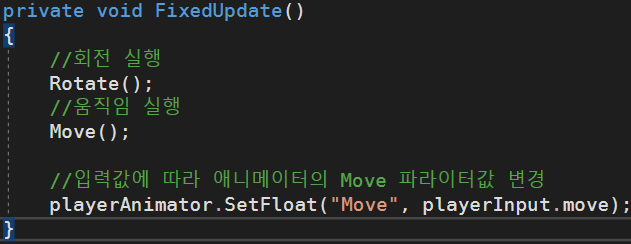 private void FixedUpdate()
{
//회전 실행
Rotate();
//움직임 실행
Move();
//입력값에 따라 애니메이터의 Move 파라이터값 변경
playerAnimator.SetFloat("Move", playerInput.move);
}